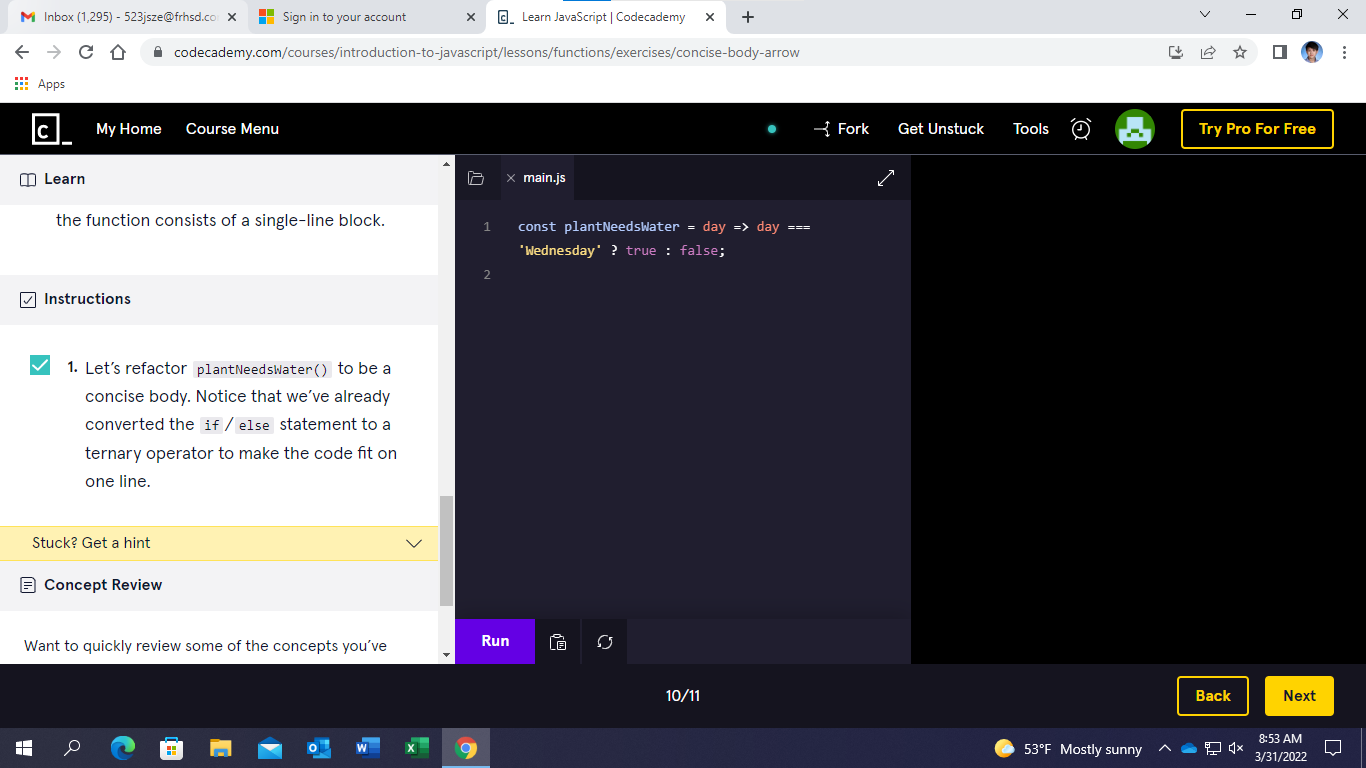 Inbox (1,295) - 523jsze@frhsd.co
Sign in to your account
Learn JavaScript | Codecademy
codecademy.com/courses/introduction-to-javascript/lessons/functions/exercises/concise-body-arrow
Apps
c_
My Home
Course Menu
Fork
Get Unstuck
Tools
Try Pro For Free
Learn
the function consists of a single-line block.
Instructions
1. Let's refactor plantNeedsWater() to be a
concise body. Notice that we've already
converted the if / else statement to a
ternary operator to make the code fit on
one line.
Stuck? Get a hint
Concept Review
Want to quickly review some of the concepts you've
main.js
1 const plantNeedsWater = day => day ===
'Wednesday' ? true : false;
2
Run
10/11
Back
Next
53°F Mostly sunny
8:53 AM
3/31/2022